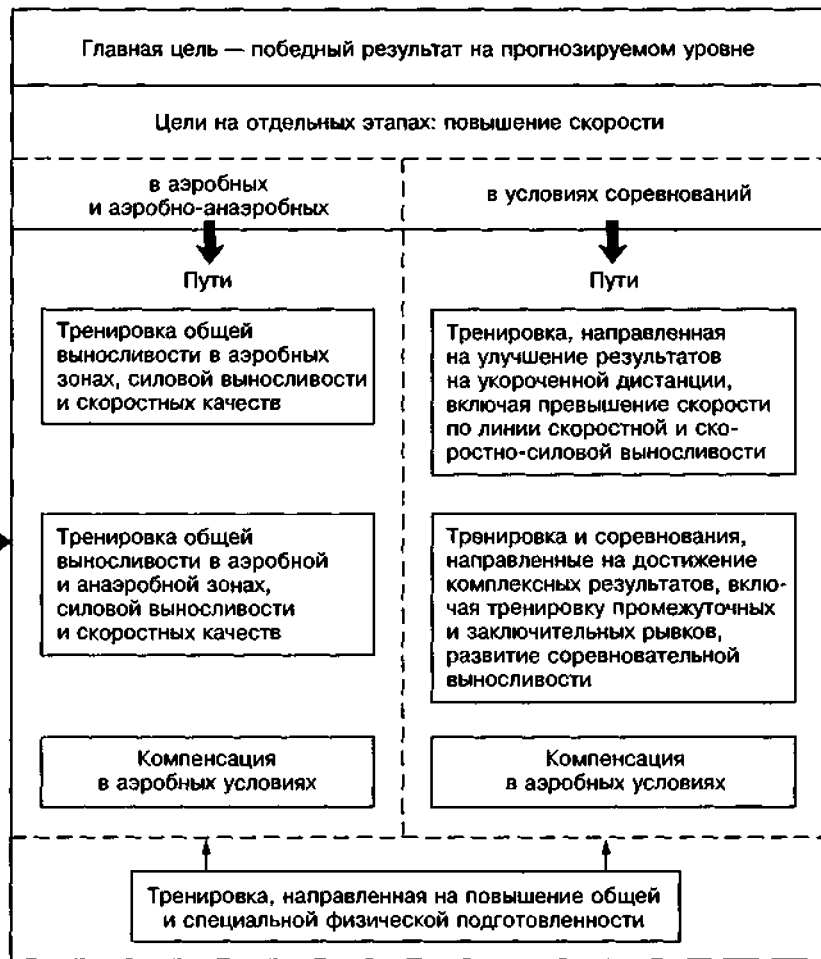 Главная цель — победный результат на прогнозируемом уровне
Цели на отдельных этапах: повышение скорости
в аэробных
и аэробно-анаэробных
Пути
Тренировка общей
выносливости в аэробных
зонах, силовой выносливости
и скоростных качеств
Тренировка общей
выносливости в аэробной
и анаэробной зонах,
силовой выносливости
и скоростных качеств
Компенсация
в аэробных условиях
в условиях соревнований
Пути
Тренировка, направленная
на улучшение результатов
на укороченной дистанции,
включая превышение скорости
по линии скоростной и ско-
ростно-силовой выносливости
Тренировка и соревнования,
направленные на достижение
комплексных результатов, вклю-
чая тренировку промежуточных
и заключительных рывков,
развитие соревновательной
выносливости
Компенсация
в аэробных условиях
Тренировка, направленная на повышение общей
и специальной физической подготовленности